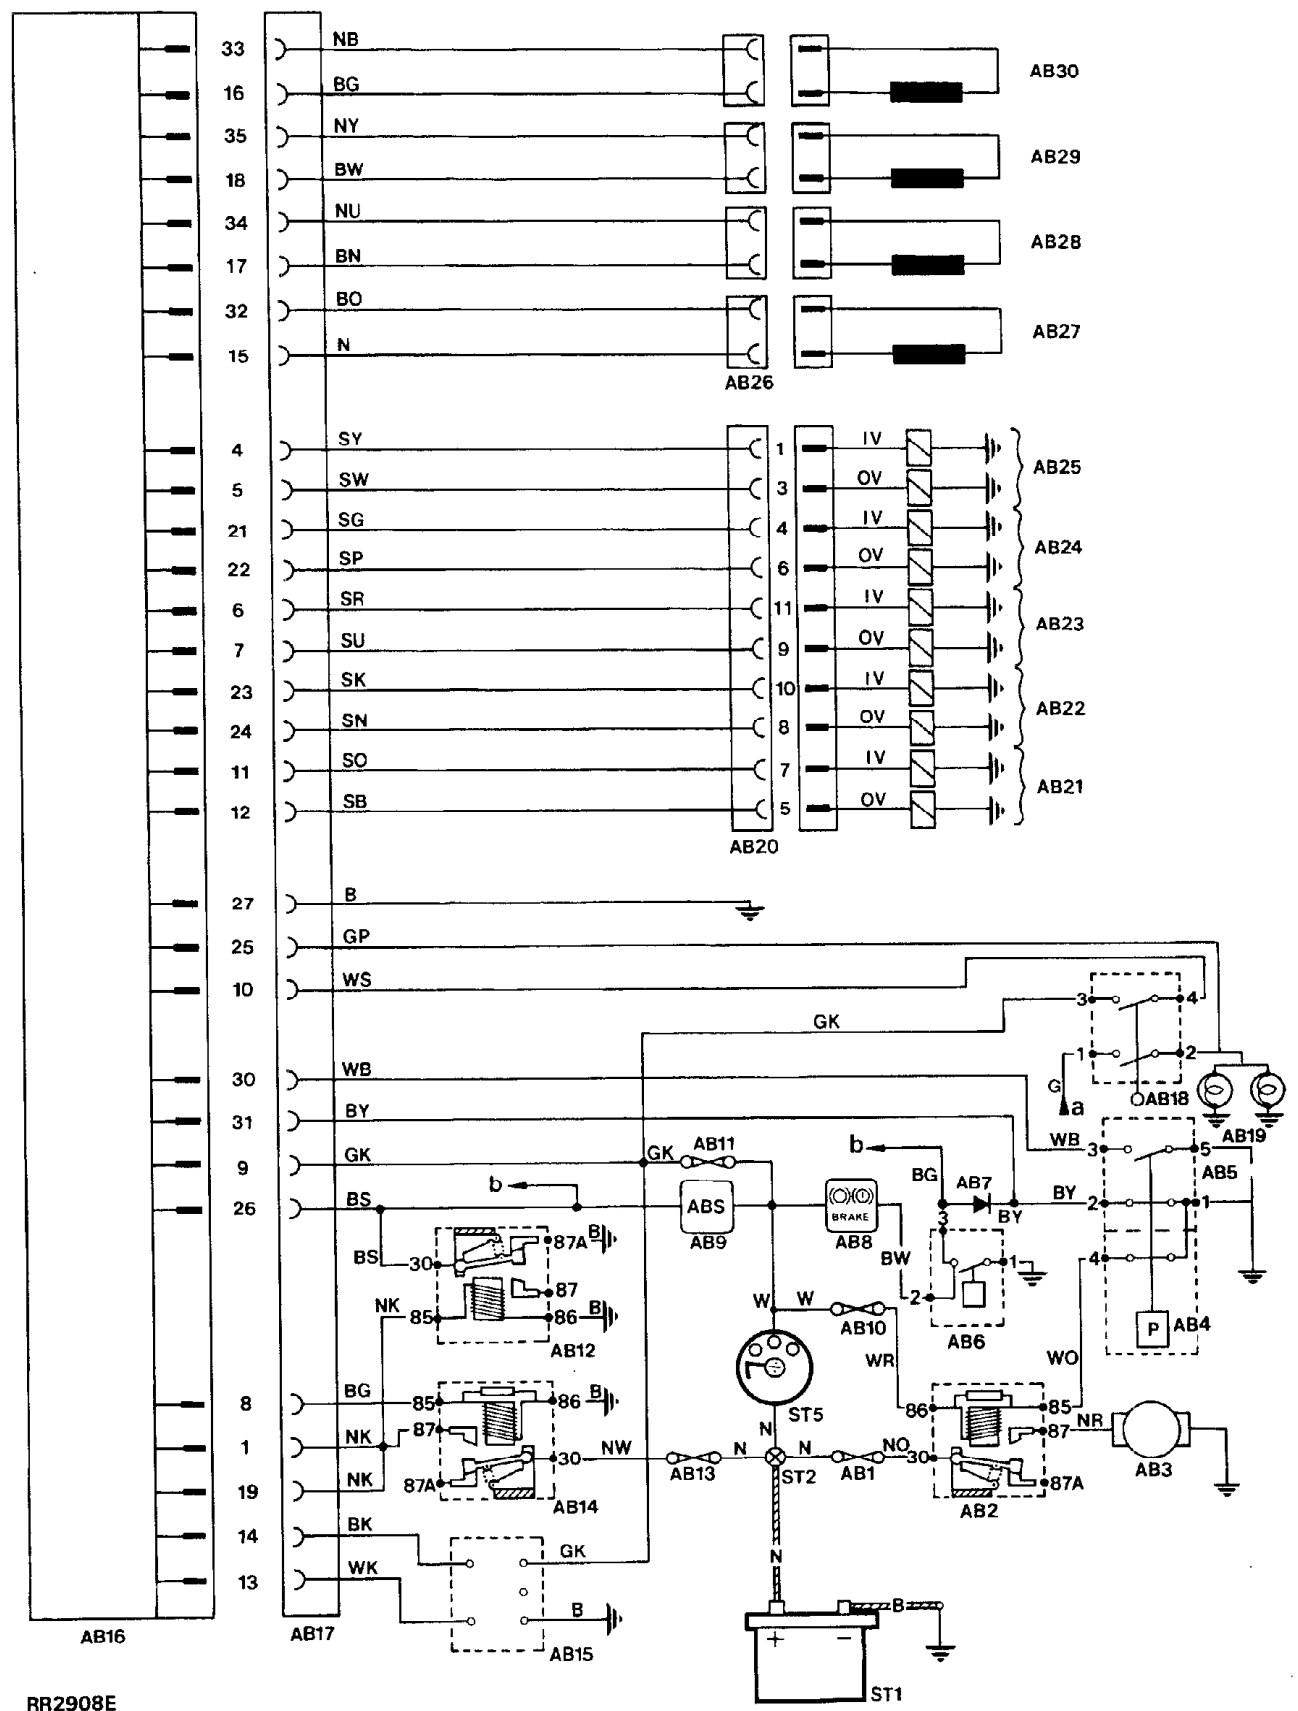 33 NB
16 BG
AB30
35 NY
18 BW
AB29
34 NU
17 BN
AB28
32 BO
15 N
AB27
AB26
4 SY 1 IV
5 SW 3 OV
AB25
21 SG 4 IV
22 SP 6 OV
AB24
6 SR 11 IV
7 SU 9 OV
AB23
23 SK 10 IV
24 SN 8 OV
AB22
11 SO 7 IV
12 SB 5 OV
AB21
AB20
27 B
25 GP
10 WS
3 4
GK
1 2
G a
AB18
AB19
30 WB
31 BY
WB 3 5
AB5
9 GK GK AB11
b
BG AB7
BY BY 2 1
26 BS b
ABS
AB9
BRAKE
AB8
3
BS 30 87A B
87
NK 85 86 B
AB12
BW
2 1
AB6
4
P AB4
W W
AB10
WR
WO
ST5
8 BG 85 86 B
1 NK 87
19 NK 87A
30 NW
AB14
AB13
N
N
ST2
N
AB1
NO 30
86 85
87 NR
87A
AB2
AB3
14 BK
13 WK
GK
B
AB15
N
B
+ −
ST1
AB16
AB17
RR2908E